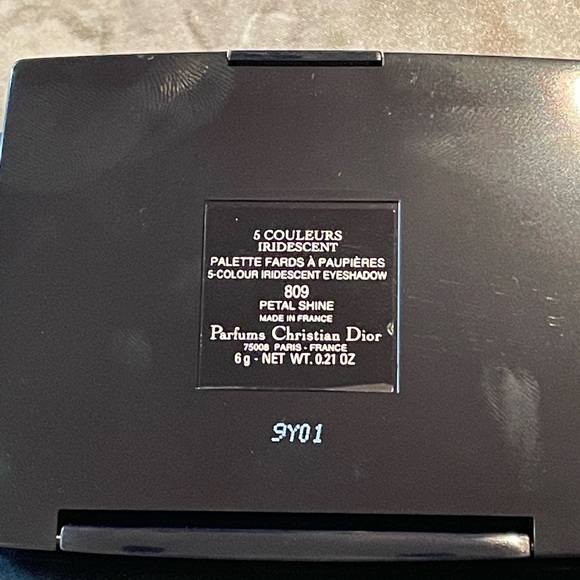 5 COULEURS
IRIDESCENT
PALETTE FARDS À PAUPIÈRES
5-COLOUR IRIDESCENT EYESHADOW
809
PETAL SHINE
MADE IN FRANCE
Parfums Christian Dior
75008 PARIS - FRANCE
6 g - NET WT. 0.21 OZ
9Y01